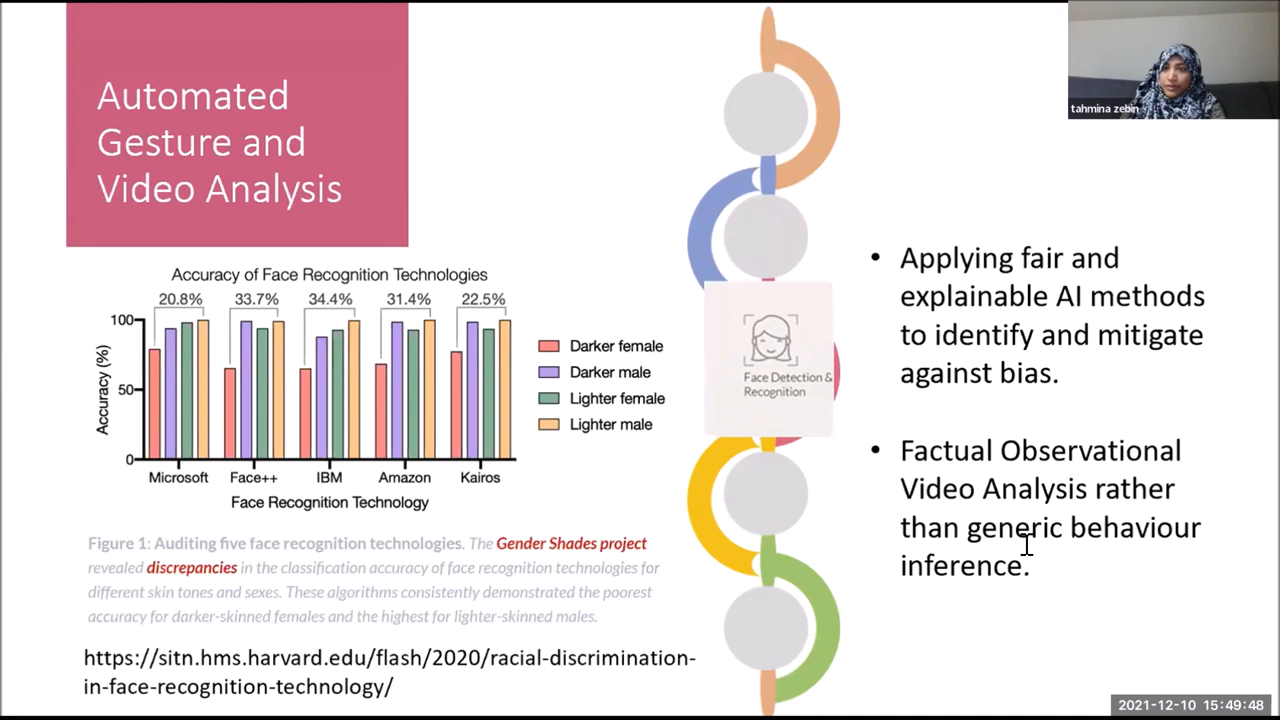 Automated
Gesture and
Video Analysis
tahmina zebin
Accuracy of Face Recognition Technologies
20.8% 33.7% 34.4% 31.4% 22.5%
100
50
0
Accuracy (%)
Microsoft Face++ IBM Amazon Kairos
Face Recognition Technology
Darker female
Darker male
Lighter female
Lighter male
Figure 1: Auditing five face recognition technologies. The Gender Shades project
revealed discrepancies in the classification accuracy of face recognition technologies for
different skin tones and sexes. These algorithms consistently demonstrated the poorest
accuracy for darker-skinned females and the highest for lighter-skinned males.
https://sitn.hms.harvard.edu/flash/2020/racial-discrimination-
in-face-recognition-technology/
Face Detection &
Recognition
• Applying fair and
explainable AI methods
to identify and mitigate
against bias.
• Factual Observational
Video Analysis rather
than generic behaviour
inference.
2021-12-10 15:49:48